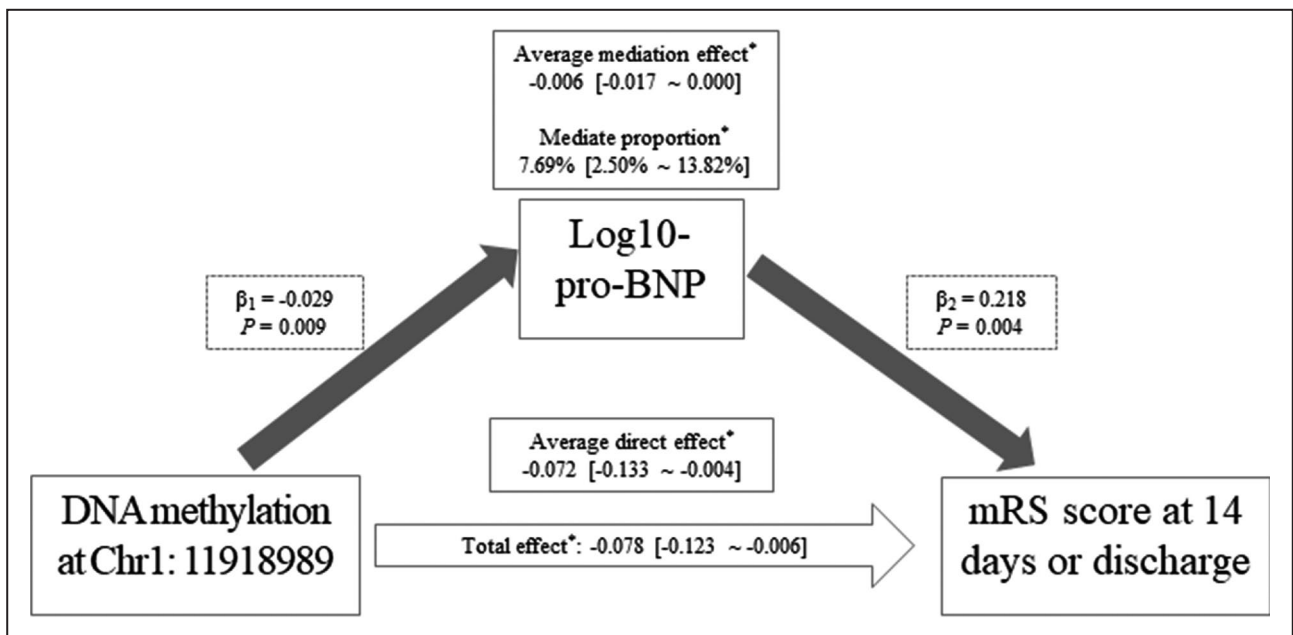 Average mediation effect*
-0.006 [-0.017 ~ 0.000]
Mediate proportion*
7.69% [2.50% ~ 13.82%]
Log10-
pro-BNP
β1 = -0.029
P = 0.009
β2 = 0.218
P = 0.004
Average direct effect*
-0.072 [-0.133 ~ -0.004]
DNA methylation
at Chr1: 11918989
Total effect*: -0.078 [-0.123 ~ -0.006]
mRS score at 14
days or discharge